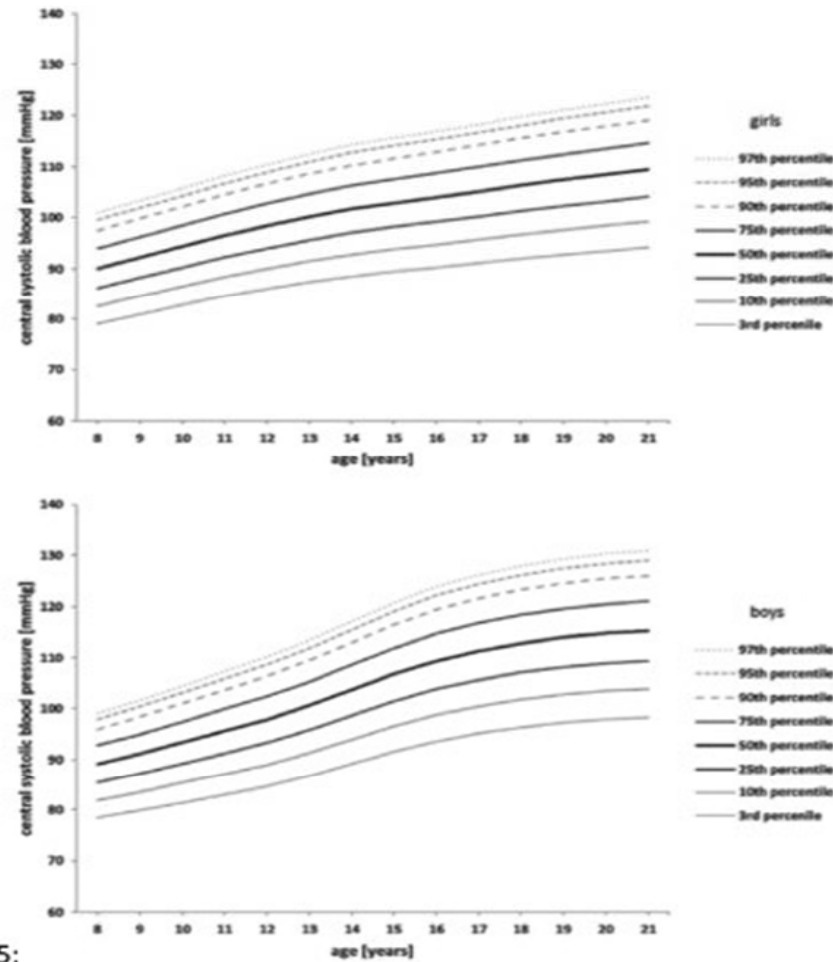 140
130
120
110
100
90
80
70
60
central systolic blood pressure [mmHg]
8 9 10 11 12 13 14 15 16 17 18 19 20 21
age [years]
girls
97th percentile
95th percentile
90th percentile
75th percentile
50th percentile
25th percentile
10th percentile
3rd percenile
140
130
120
110
100
90
80
70
60
central systolic blood pressure [mmHg]
8 9 10 11 12 13 14 15 16 17 18 19 20 21
age [years]
boys
97th percentile
95th percentile
90th percentile
75th percentile
50th percentile
25th percentile
10th percentile
3rd percenile
5: